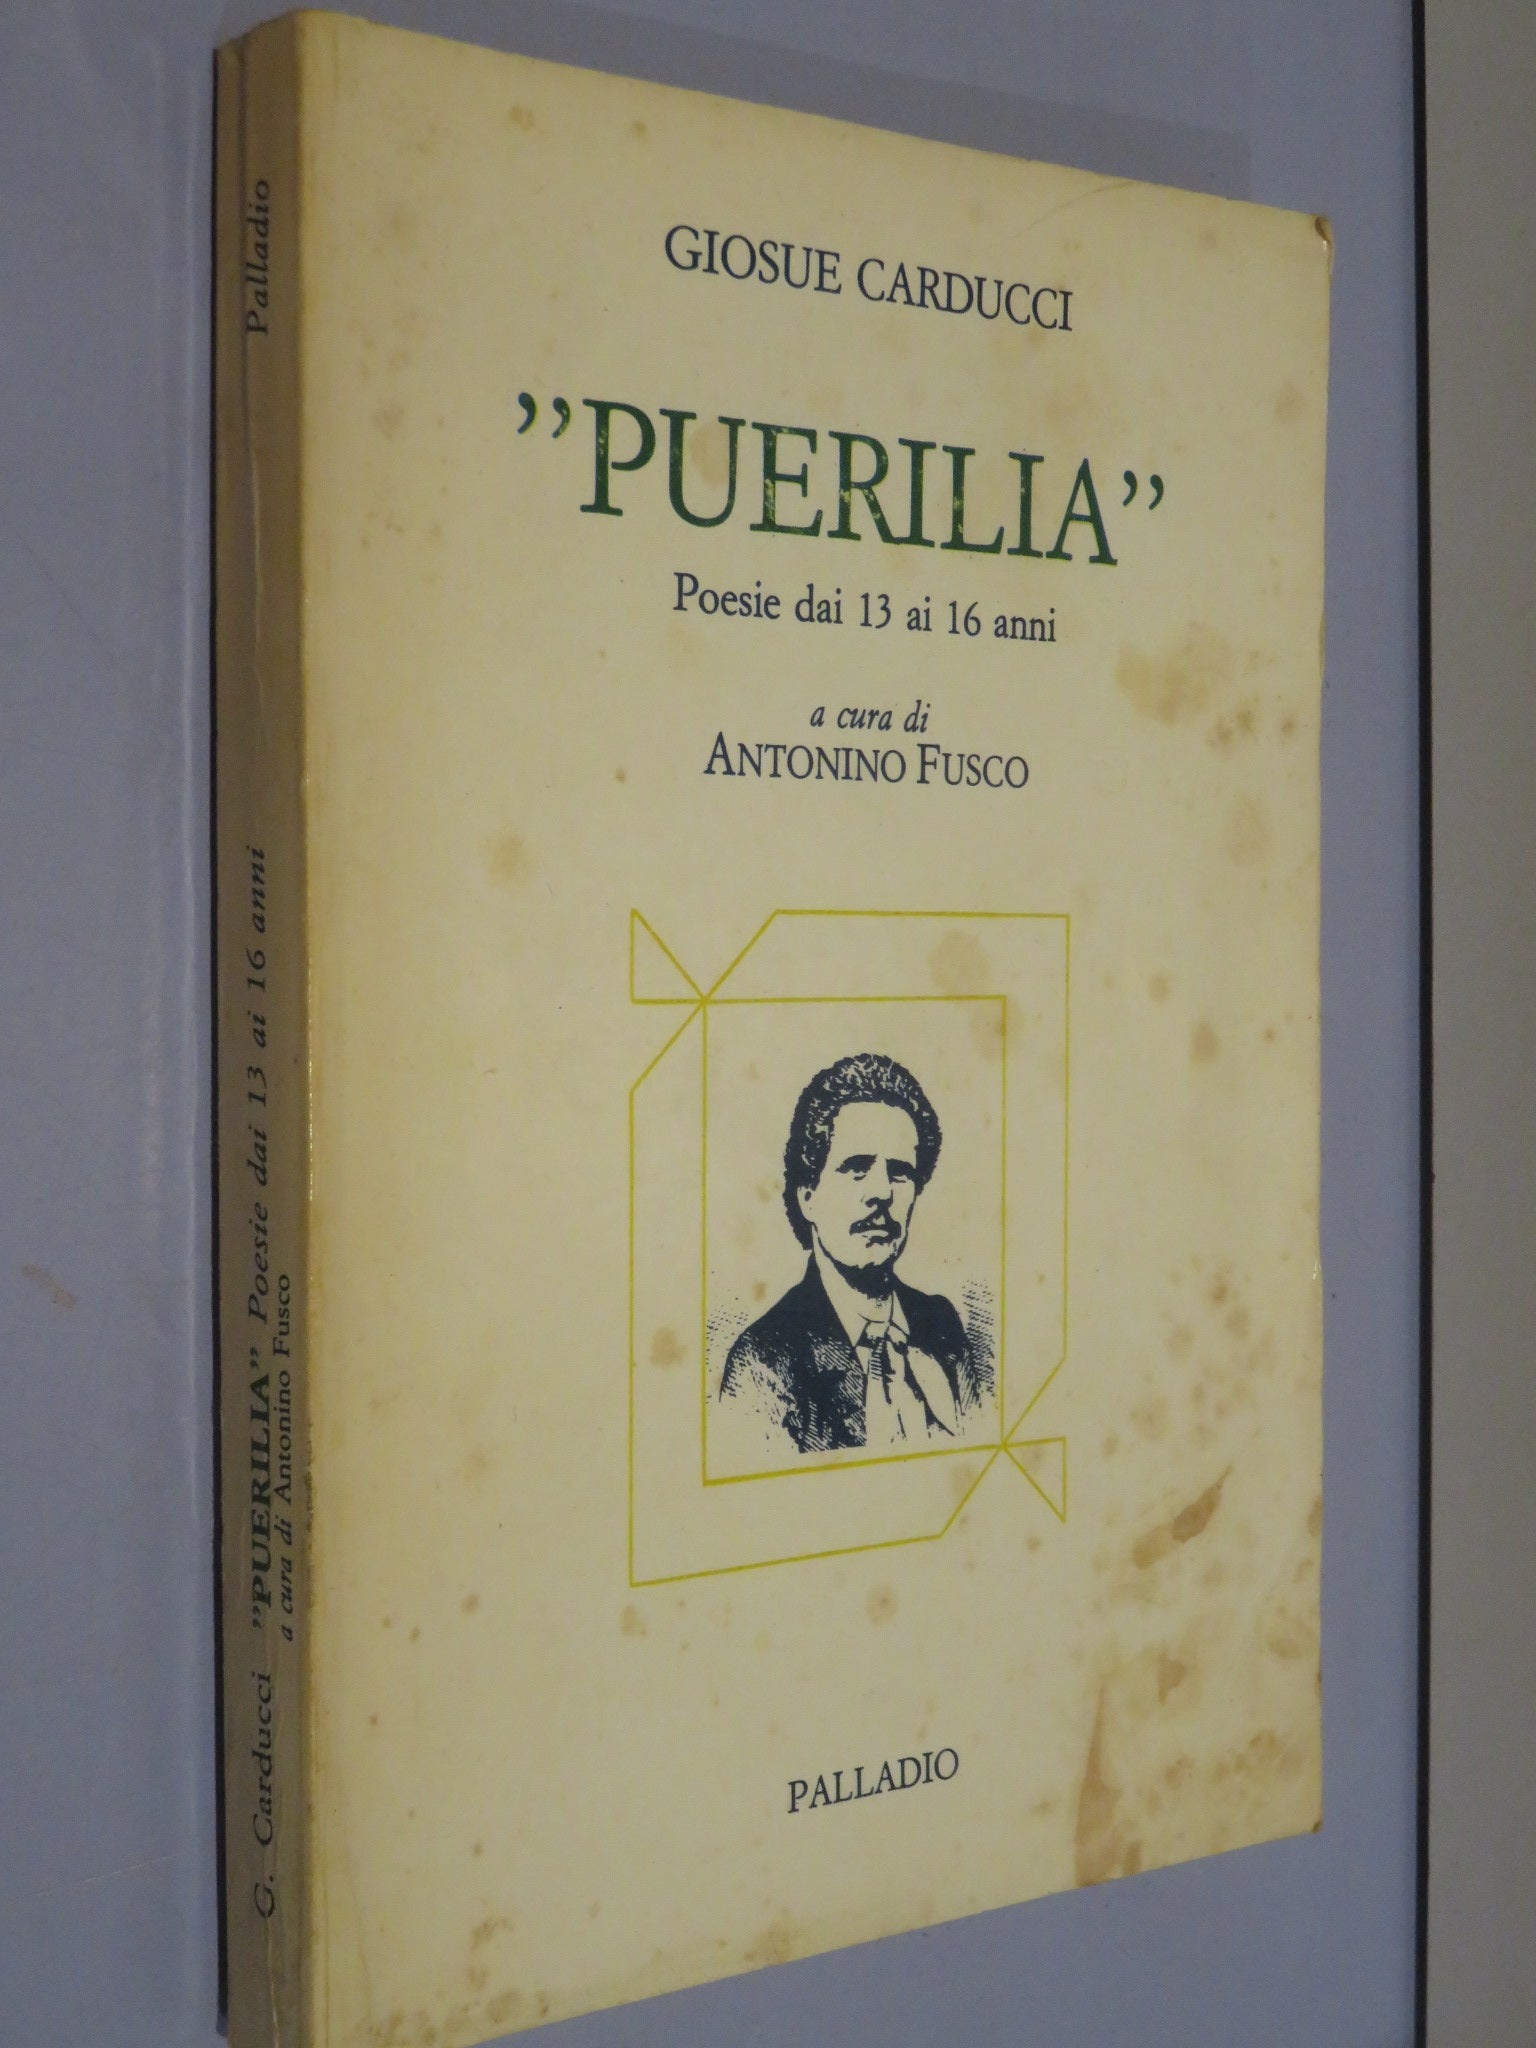 GIOSUE CARDUCCI
”PUERILIA”
Poesie dai 13 ai 16 anni
a cura di
ANTONINO FUSCO
PALLADIO
G. Carducci ”PUERILIA” Poesie dai 13 ai 16 anni Palladio
a cura di Antonino Fusco